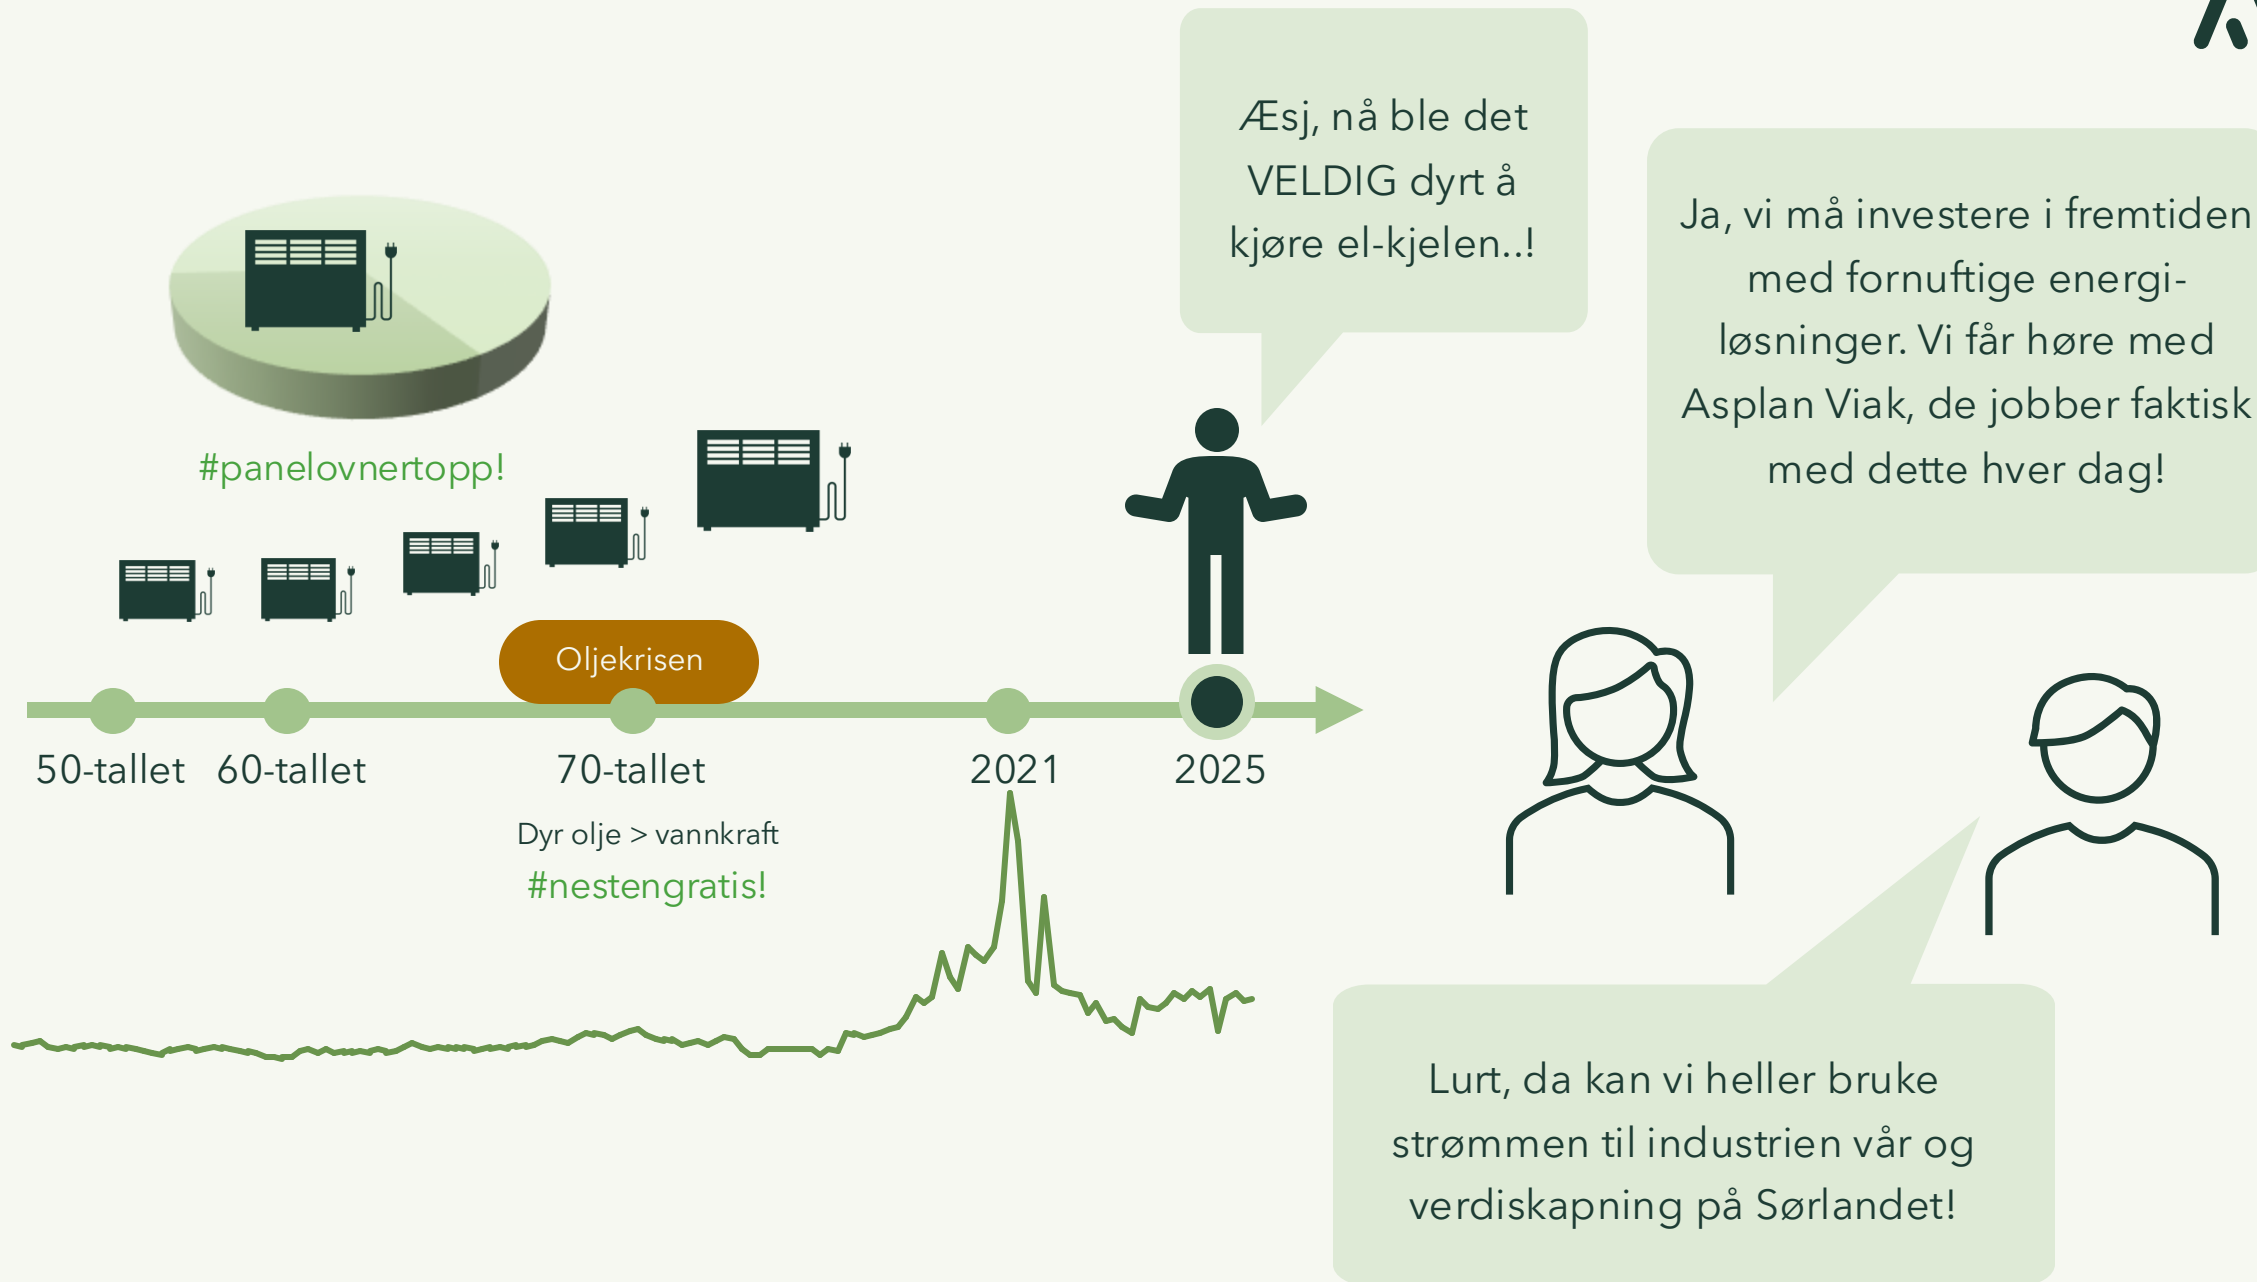 Æsj, nå ble det
VELDIG dyrt å
kjøre el-kjelen..!
Ja, vi må investere i fremtiden
med fornuftige energi-
løsninger. Vi får høre med
Asplan Viak, de jobber faktisk
med dette hver dag!
#panelovnertopp!
Oljekrisen
50-tallet
60-tallet
70-tallet
2021
2025
Dyr olje > vannkraft
#nestengratis!
Lurt, da kan vi heller bruke
strømmen til industrien vår og
verdiskapning på Sørlandet!